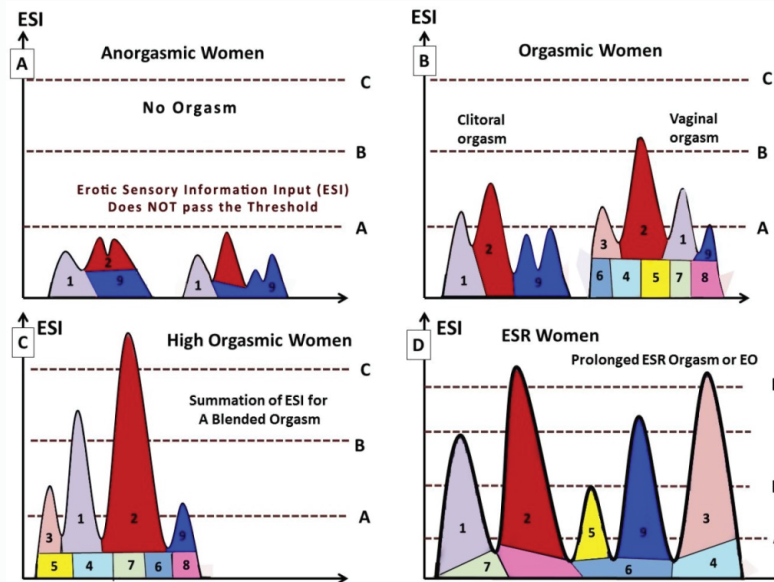 ESI
A
Anorgasmic Women
C
No Orgasm
B
Erotic Sensory Information Input (ESI)
Does NOT pass the Threshold
A
1
2
9
1
9
ESI
B
Orgasmic Women
C
Clitoral
orgasm
Vaginal
orgasm
B
A
1
2
9
3
2
1
9
6
4
5
7
8
ESI
C
High Orgasmic Women
C
Summation of ESI for
A Blended Orgasm
B
A
3
1
2
9
5
4
7
6
8
ESI
D
ESR Women
Prolonged ESR Orgasm or EO
1
2
5
9
3
7
6
4